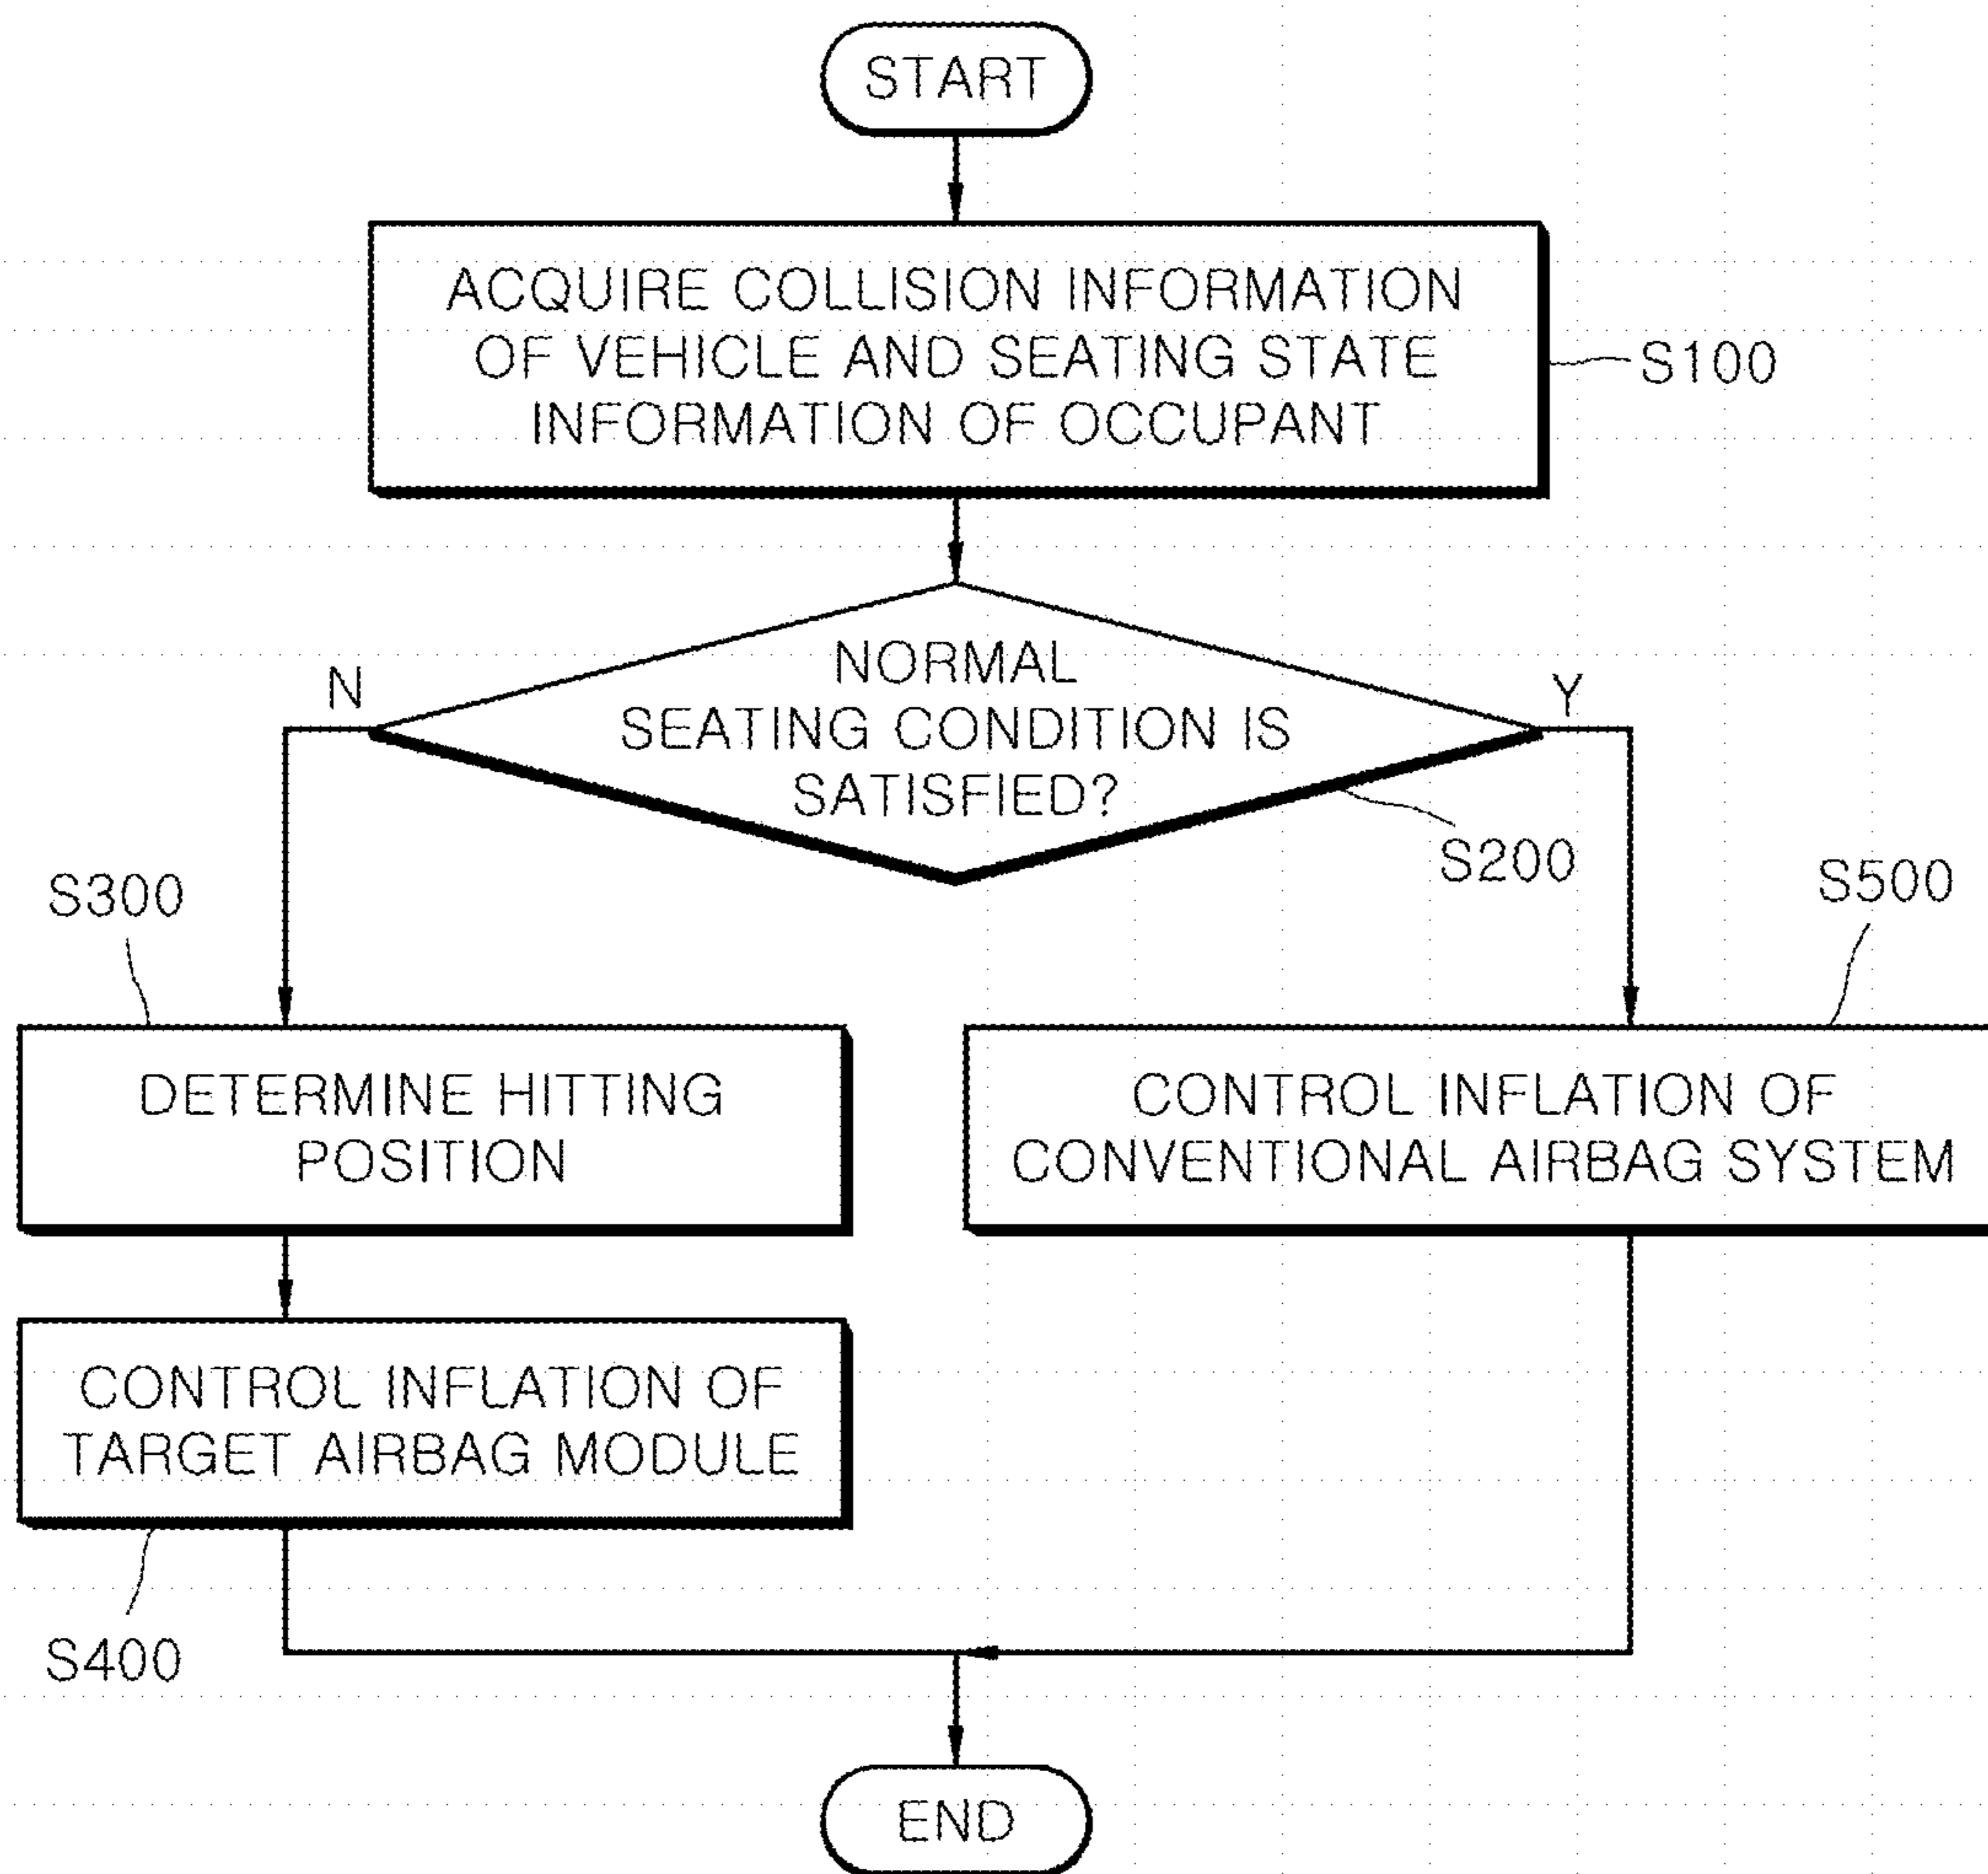 START
ACQUIRE COLLISION INFORMATION
OF VEHICLE AND SEATING STATE
INFORMATION OF OCCUPANT
S100
NORMAL
SEATING CONDITION IS
SATISFIED?
N
Y
S200
S300
S500
DETERMINE HITTING
POSITION
CONTROL INFLATION OF
CONVENTIONAL AIRBAG SYSTEM
CONTROL INFLATION OF
TARGET AIRBAG MODULE
S400
END